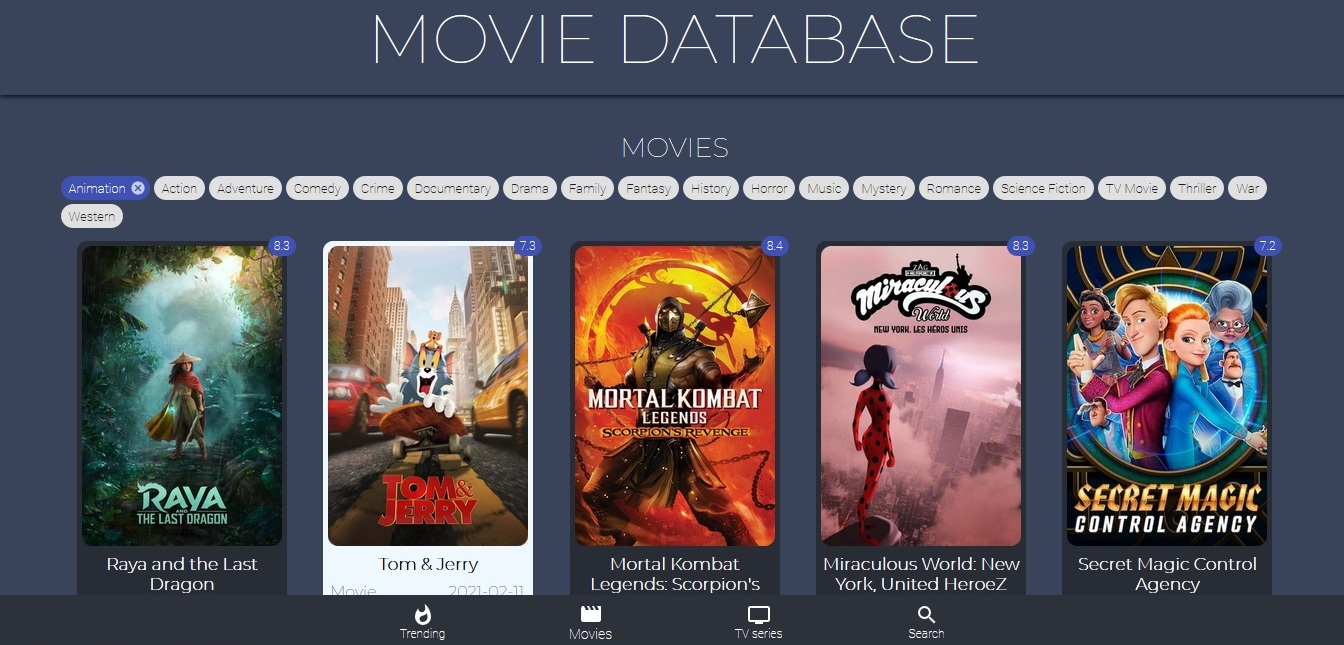 MOVIE DATABASE
MOVIES
Animation Action Adventure Comedy Crime Documentary Drama Family Fantasy History Horror Music Mystery Romance Science Fiction TV Movie Thriller War
Western
8.3 7.3 8.4 8.3 7.2
RAYA
AND
THE LAST DRAGON
TOM&
JERRY
MORTAL KOMBAT
LEGENDS
SCORPION'S REVENGE
ZAG
HEROEZ
Miraculous
World
NEW YORK, LES HÉROS UNIS
SECRET MAGIC
CONTROL AGENCY
Raya and the Last
Dragon
Tom & Jerry
Movie 2021-02-11
Mortal Kombat
Legends: Scorpion's
Miraculous World: New
York, United HeroeZ
Secret Magic Control
Agency
Trending Movies TV series Search